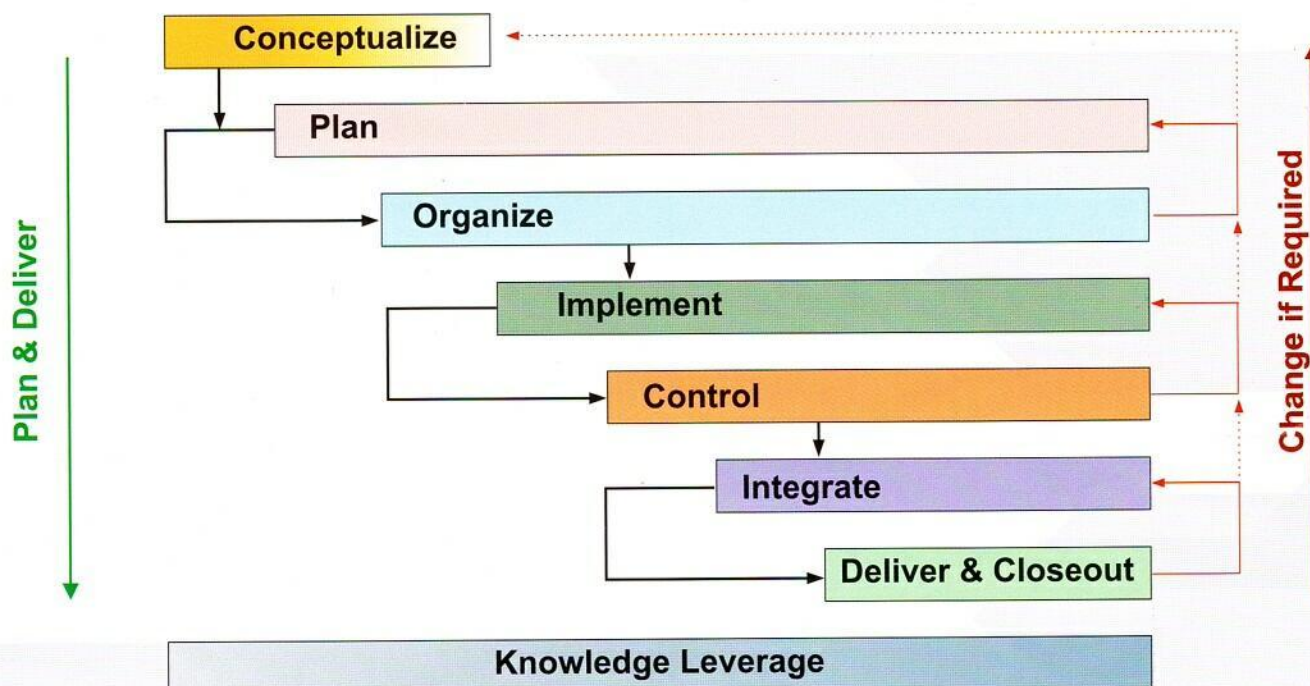 Conceptualize
Plan
Organize
Implement
Control
Integrate
Deliver & Closeout
Knowledge Leverage
Plan & Deliver
Change if Required